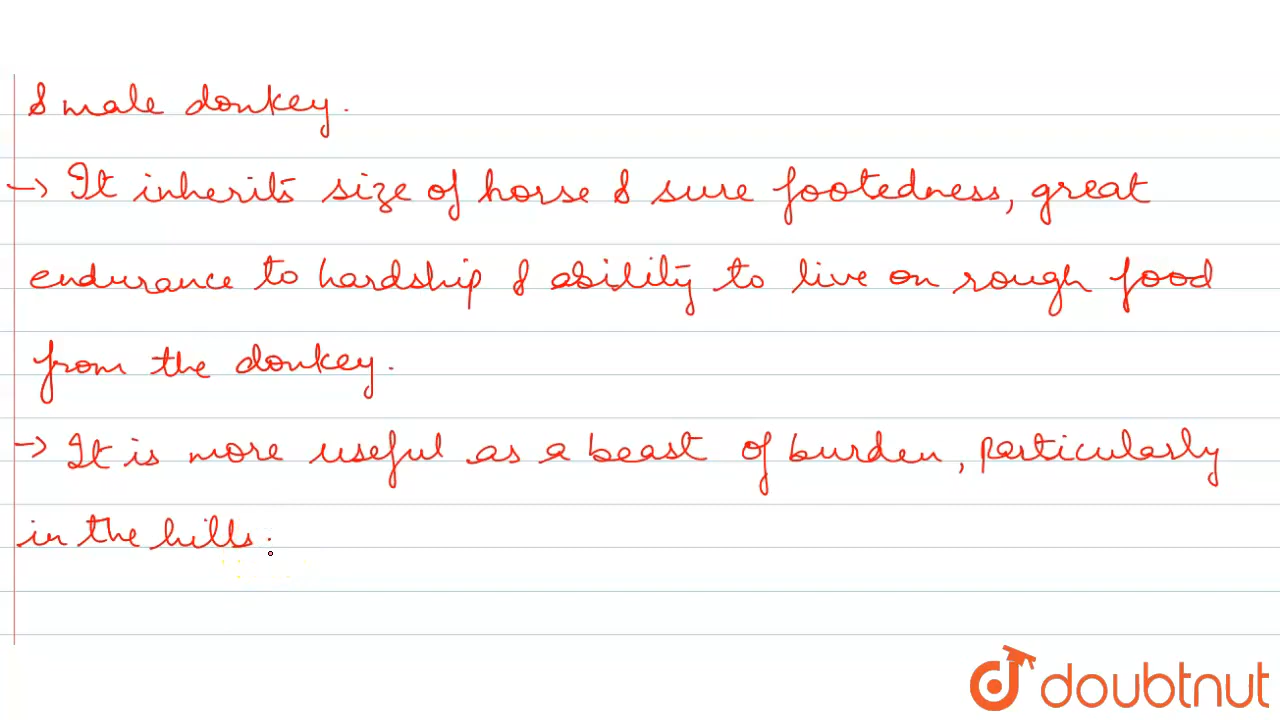 & male donkey.
→ It inherits size of horse & sure footedness, great
endurance to hardship & ability to live on rough food
from the donkey.
→ It is more useful as a beast of burden, particularly
in the hills.
doubtnut